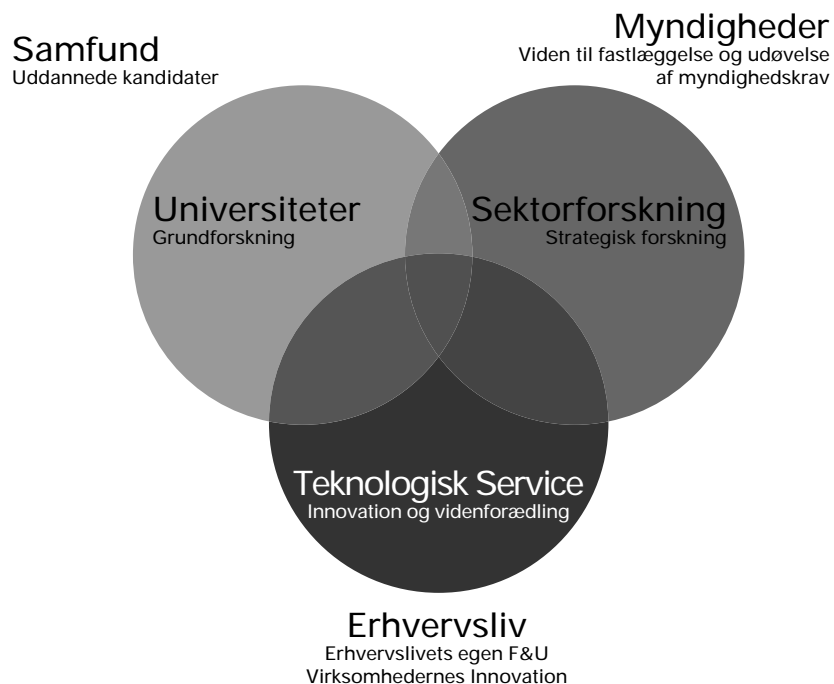 Samfund
Uddannede kandidater
Myndigheder
Viden til fastlæggelse og udøvelse
af myndighedskrav
Universiteter
Grundforskning
Sektorforskning
Strategisk forskning
Teknologisk Service
Innovation og videnforædling
Erhvervsliv
Erhvervslivets egen F&U
Virksomhedernes Innovation